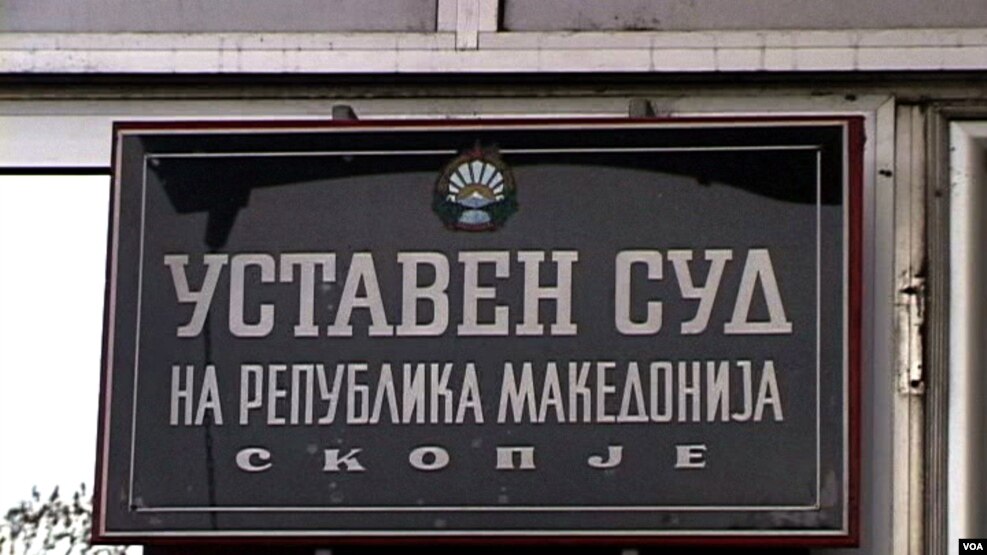 УСТАВЕН СУД
НА РЕПУБЛИКА МАКЕДОНИЈА
СКОПЈЕ
VOA